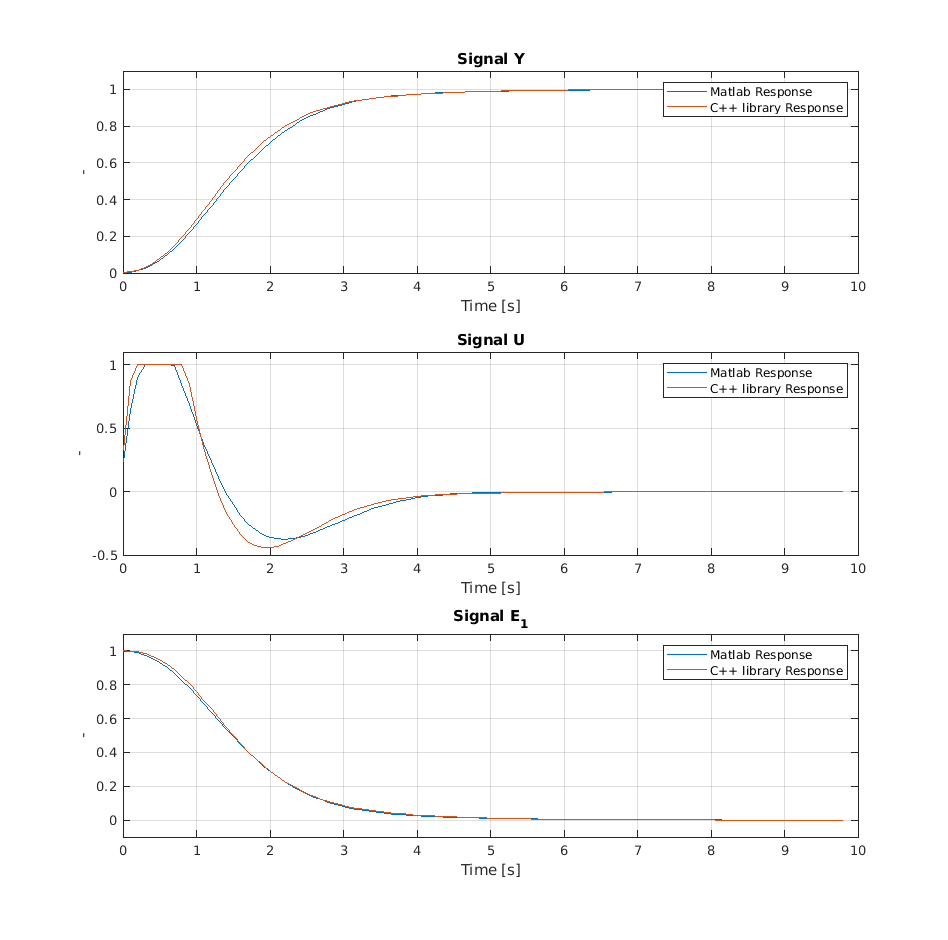 Signal Y
1
0.8
0.6
0.4
0.2
0
-
Matlab Response
C++ library Response
0 1 2 3 4 5 6 7 8 9 10
Time [s]
Signal U
1
0.5
0
-0.5
-
Matlab Response
C++ library Response
0 1 2 3 4 5 6 7 8 9 10
Time [s]
Signal E1
1
0.8
0.6
0.4
0.2
0
-
Matlab Response
C++ library Response
0 1 2 3 4 5 6 7 8 9 10
Time [s]